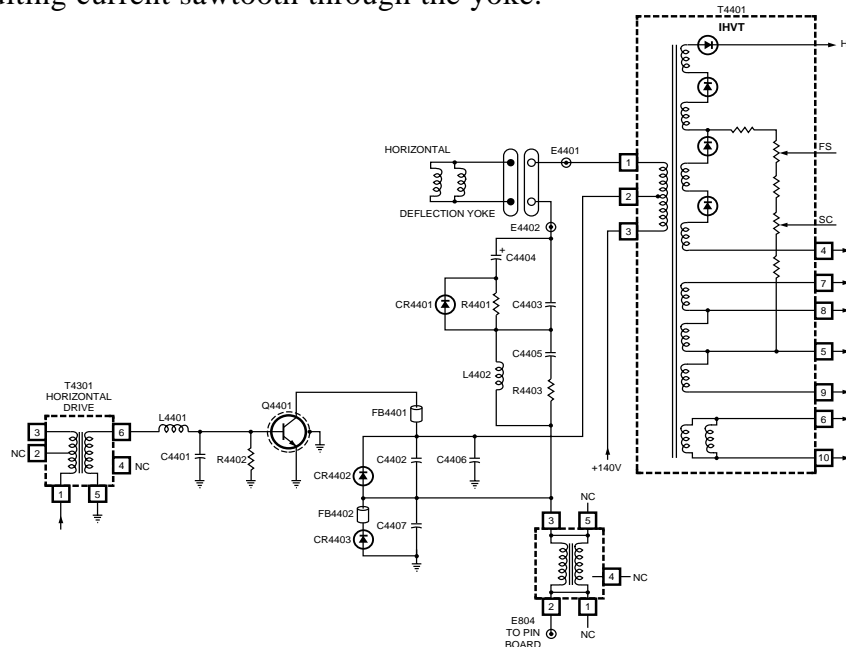 ulting current sawtooth through the yoke.
T4401
IHVT
H
HORIZONTAL
E4401
1
FS
2
DEFLECTION YOKE
E4402
3
SC
C4404
4
7
CR4401
R4401
C4403
8
C4405
5
L4402
T4301
HORIZONTAL
DRIVE
L4401
Q4401
R4403
9
FB4401
3
6
6
NC
2
4
NC
C4401
R4402
CR4402
C4402
C4406
+140V
10
1
5
NC
FB4402
C4407
3
5
CR4403
4
NC
2
1
E804
TO PIN
BOARD
NC